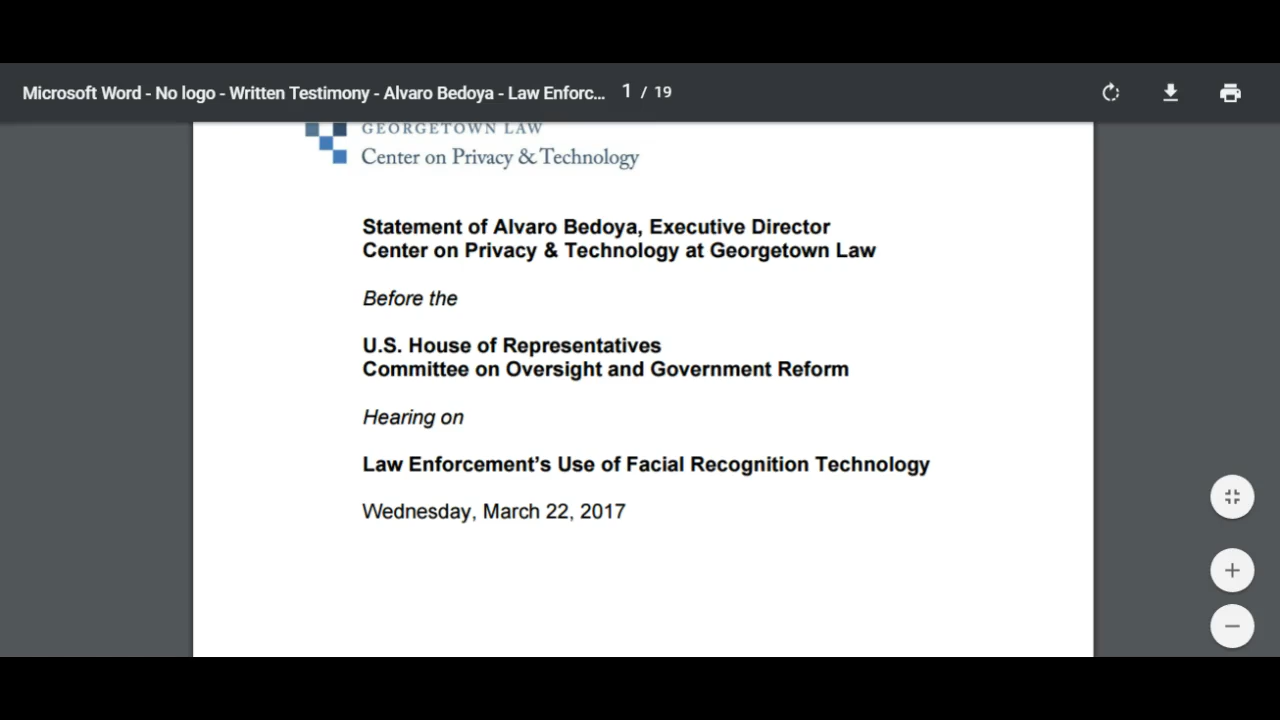 Microsoft Word - No logo - Written Testimony - Alvaro Bedoya - Law Enforc... 1 / 19
GEORGETOWN LAW
Center on Privacy & Technology
Statement of Alvaro Bedoya, Executive Director
Center on Privacy & Technology at Georgetown Law
Before the
U.S. House of Representatives
Committee on Oversight and Government Reform
Hearing on
Law Enforcement’s Use of Facial Recognition Technology
Wednesday, March 22, 2017